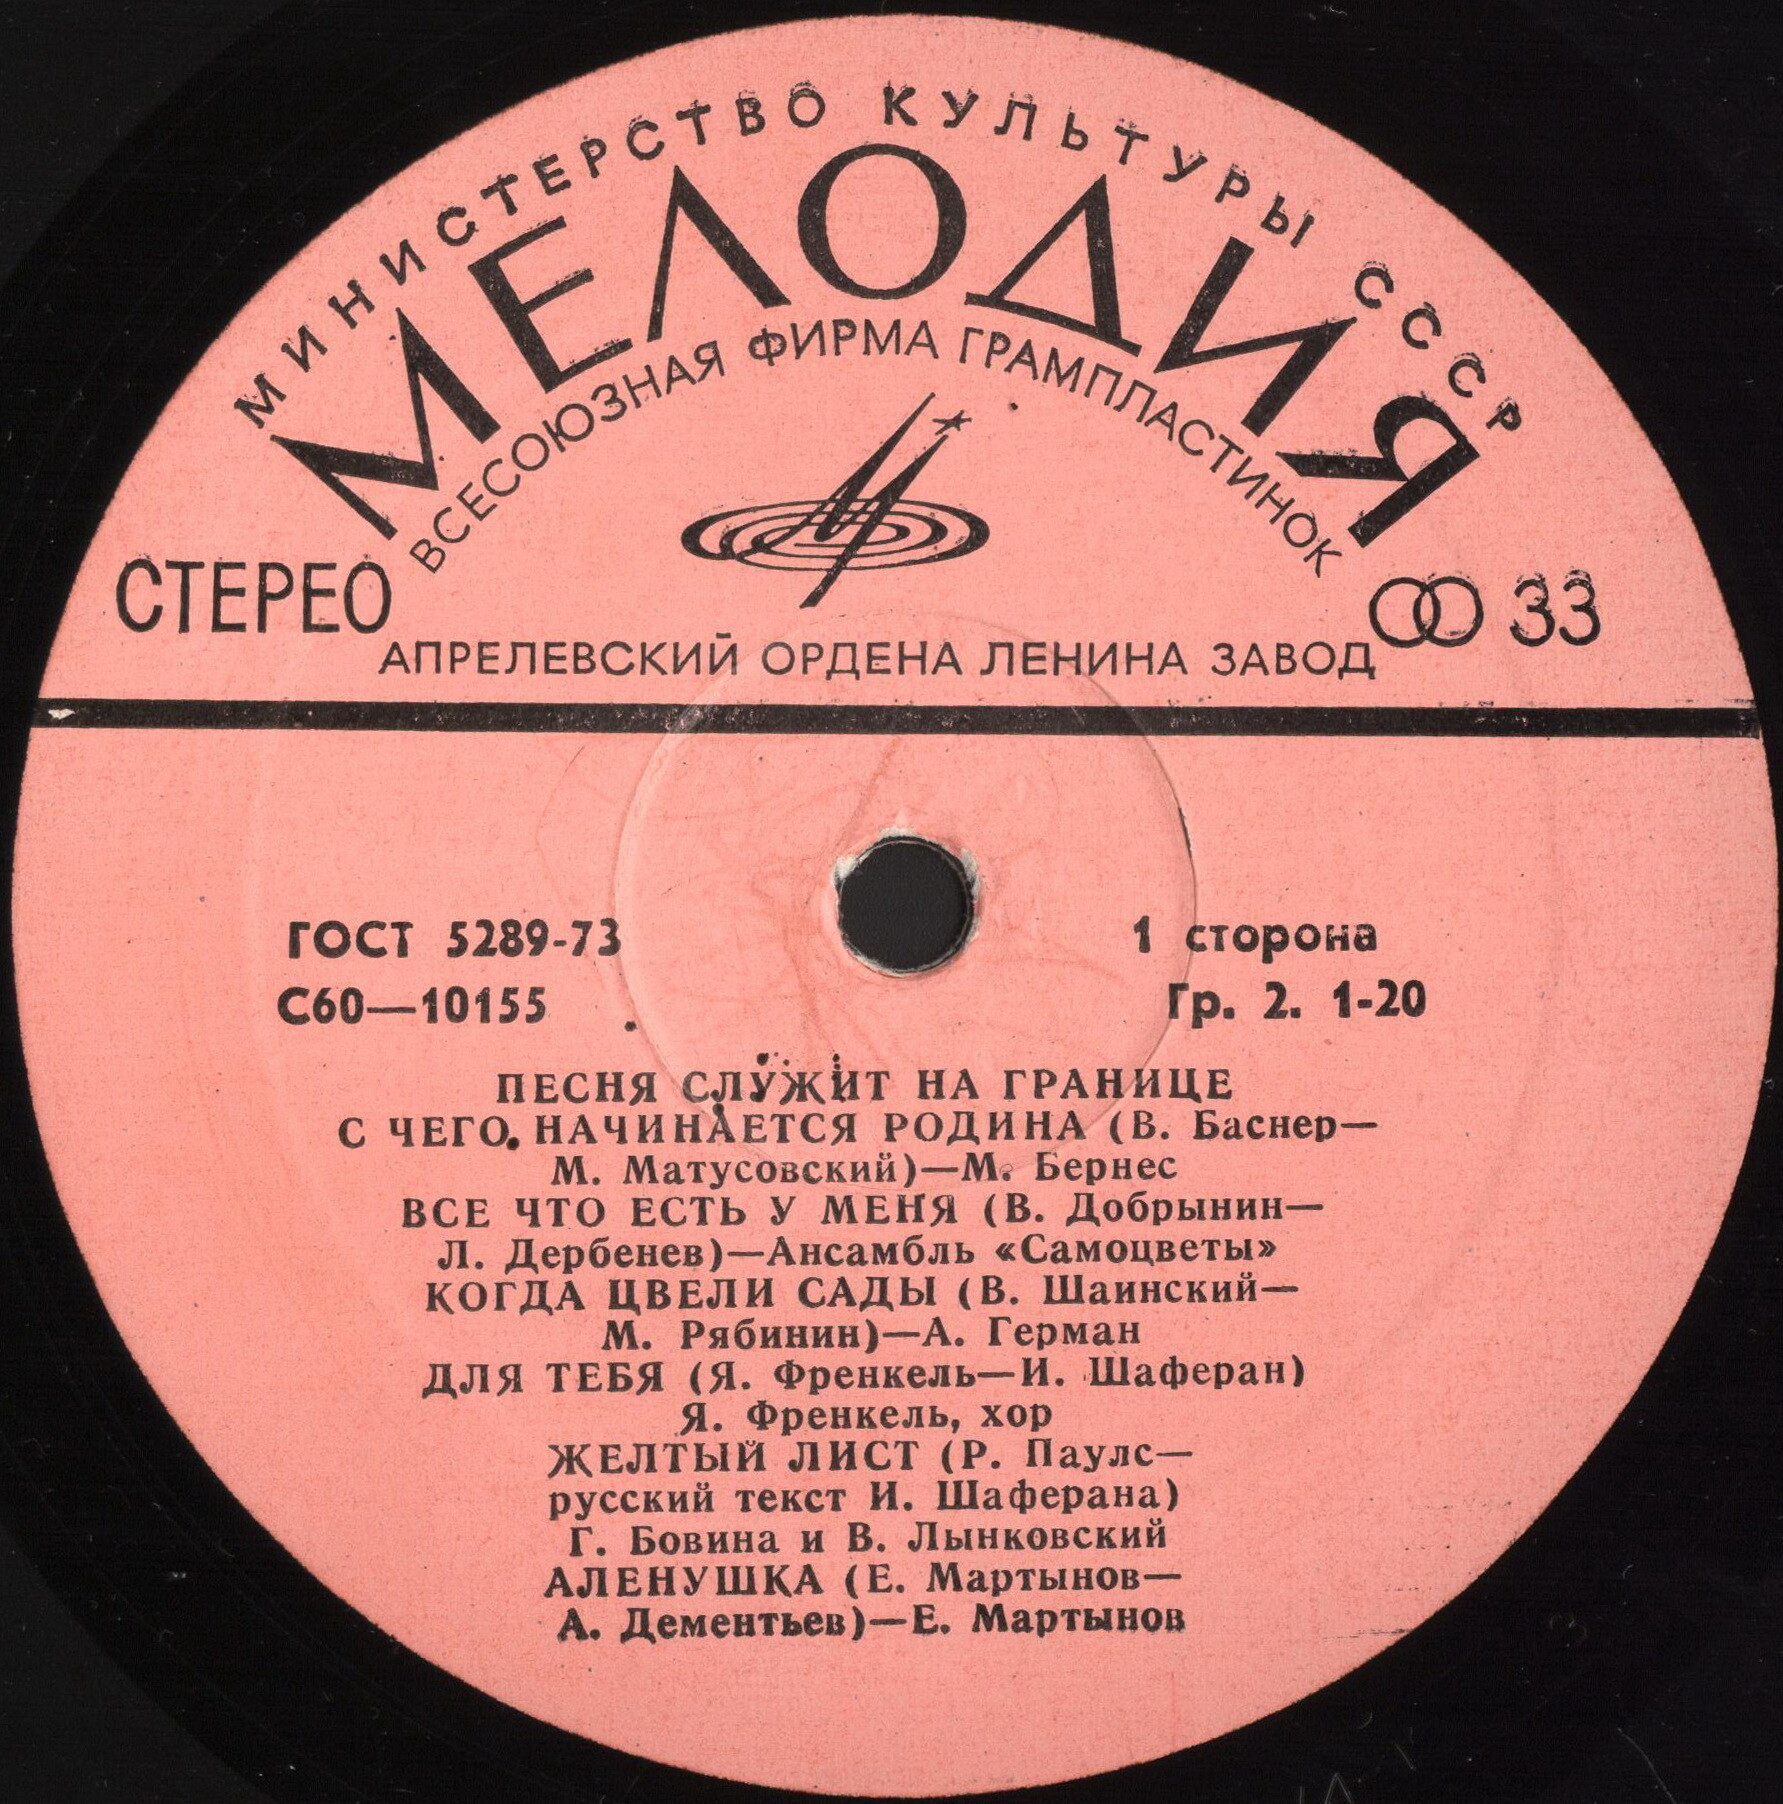 МИНИСТЕРСТВО КУЛЬТУРЫ СССР
МЕЛОДИЯ
ВСЕСОЮЗНАЯ ФИРМА ГРАМПЛАСТИНОК
СТЕРЕО
33
АПРЕЛЕВСКИЙ ОРДЕНА ЛЕНИНА ЗАВОД
ГОСТ 5289-73
1 сторона
С60—10155
Гр. 2. 1-20
ПЕСНЯ СЛУЖИТ НА ГРАНИЦЕ
С ЧЕГО НАЧИНАЕТСЯ РОДИНА (В. Баснер—
М. Матусовский)—М. Бернес
ВСЕ ЧТО ЕСТЬ У МЕНЯ (В. Добрынин—
Л. Дербенев)—Ансамбль «Самоцветы»
КОГДА ЦВЕЛИ САДЫ (В. Шаинский—
М. Рябинин)—А. Герман
ДЛЯ ТЕБЯ (Я. Френкель—И. Шаферан)
Я. Френкель, хор
ЖЕЛТЫЙ ЛИСТ (Р. Паулс—
русский текст И. Шаферана)
Г. Бовина и В. Лынковский
АЛЕНУШКА (Е. Мартынов—
А. Дементьев)—Е. Мартынов